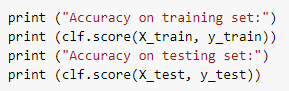 print ("Accuracy on training set:")
print (clf.score(X_train, y_train))
print ("Accuracy on testing set:")
print (clf.score(X_test, y_test))